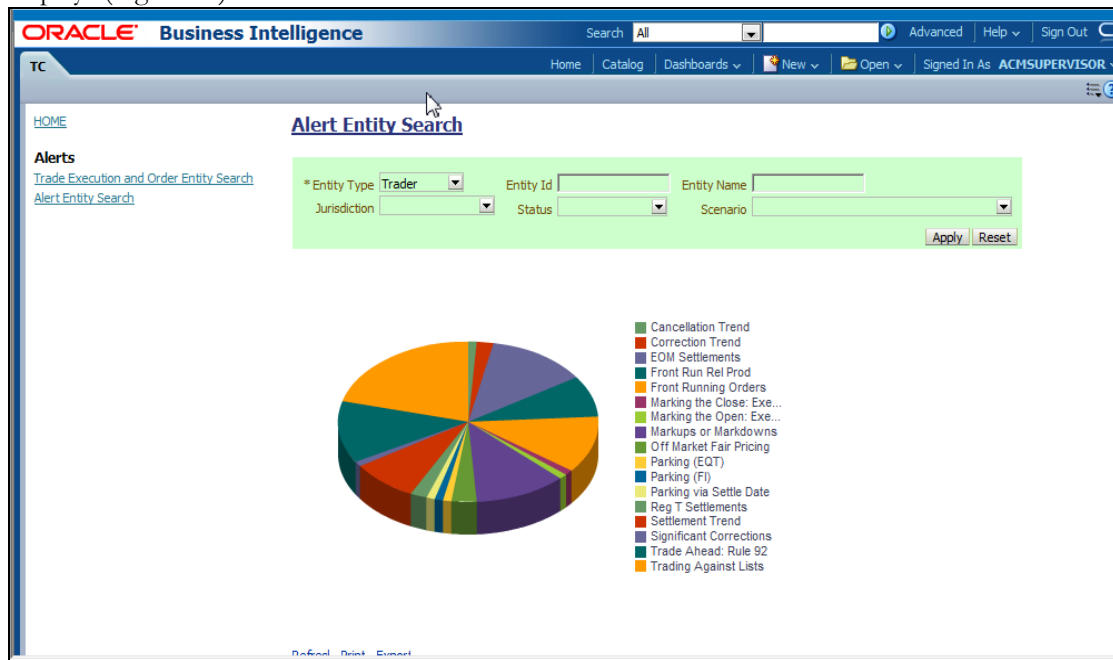 ORACLE Business Intelligence Search All Advanced Help Sign Out
TC Home Catalog Dashboards New Open Signed In As ACMSUPERVISOR
HOME
Alerts
Trade Execution and Order Entity Search
Alert Entity Search
Alert Entity Search
* Entity Type Trader Entity Id Entity Name
Jurisdiction Status Scenario
Apply Reset
Cancellation Trend
Correction Trend
EOM Settlements
Front Run Rel Prod
Front Running Orders
Marking the Close: Exe...
Marking the Open: Exe...
Markups or Markdowns
Off Market Fair Pricing
Parking (EQT)
Parking (FI)
Parking via Settle Date
Reg T Settlements
Settlement Trend
Significant Corrections
Trade Ahead: Rule 92
Trading Against Lists
Print Export